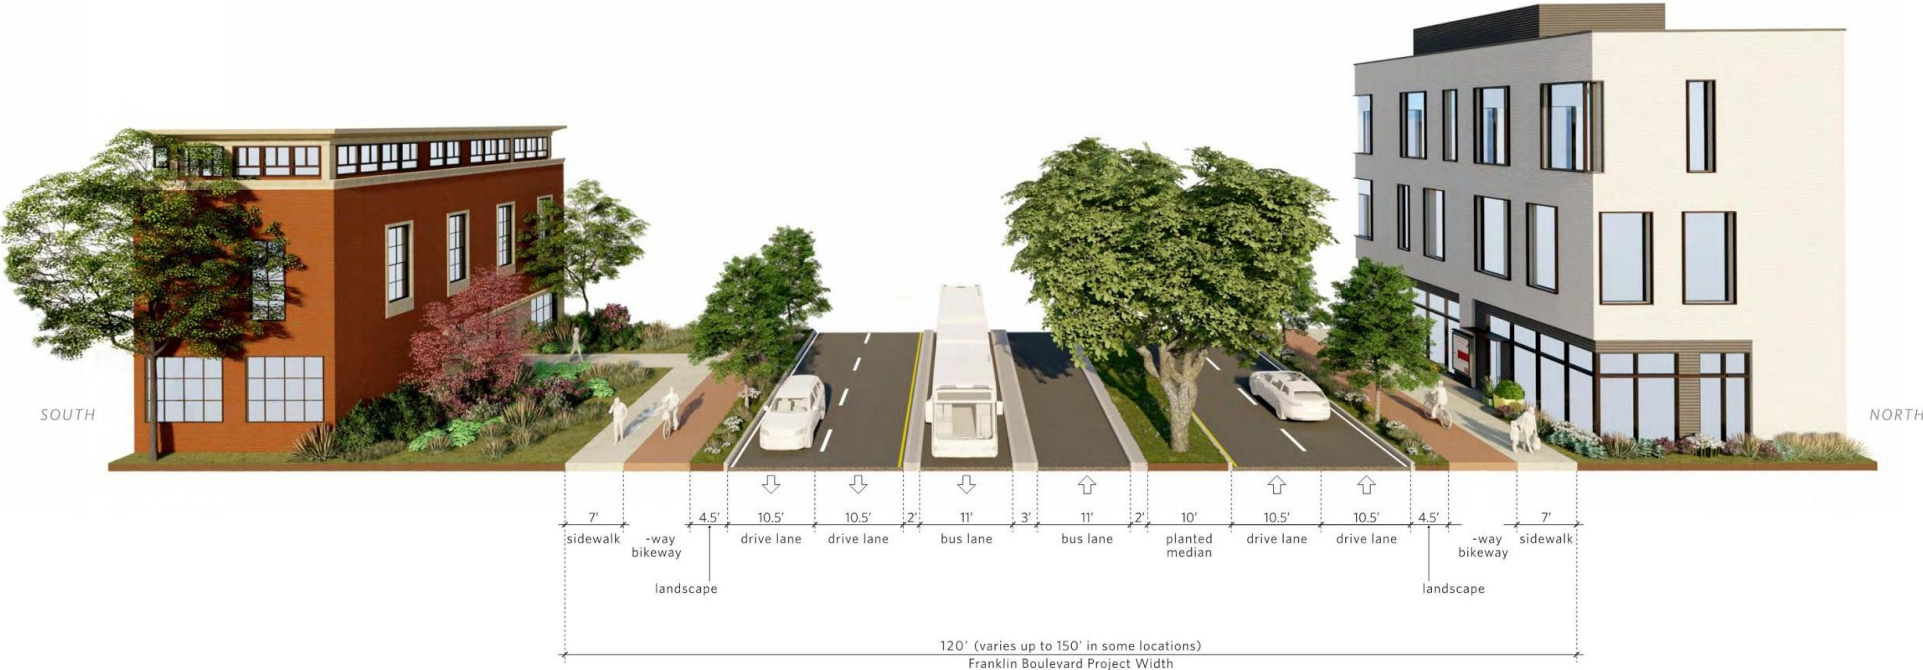 SOUTH
NORTH
7'
4.5'
10.5'
10.5'
2'
11'
3'
11'
2'
10'
10.5'
10.5'
4.5'
7'
sidewalk
-way
bikeway
drive lane
drive lane
bus lane
bus lane
planted
median
drive lane
drive lane
-way
bikeway
sidewalk
landscape
landscape
120' (varies up to 150' in some locations)
Franklin Boulevard Project Width